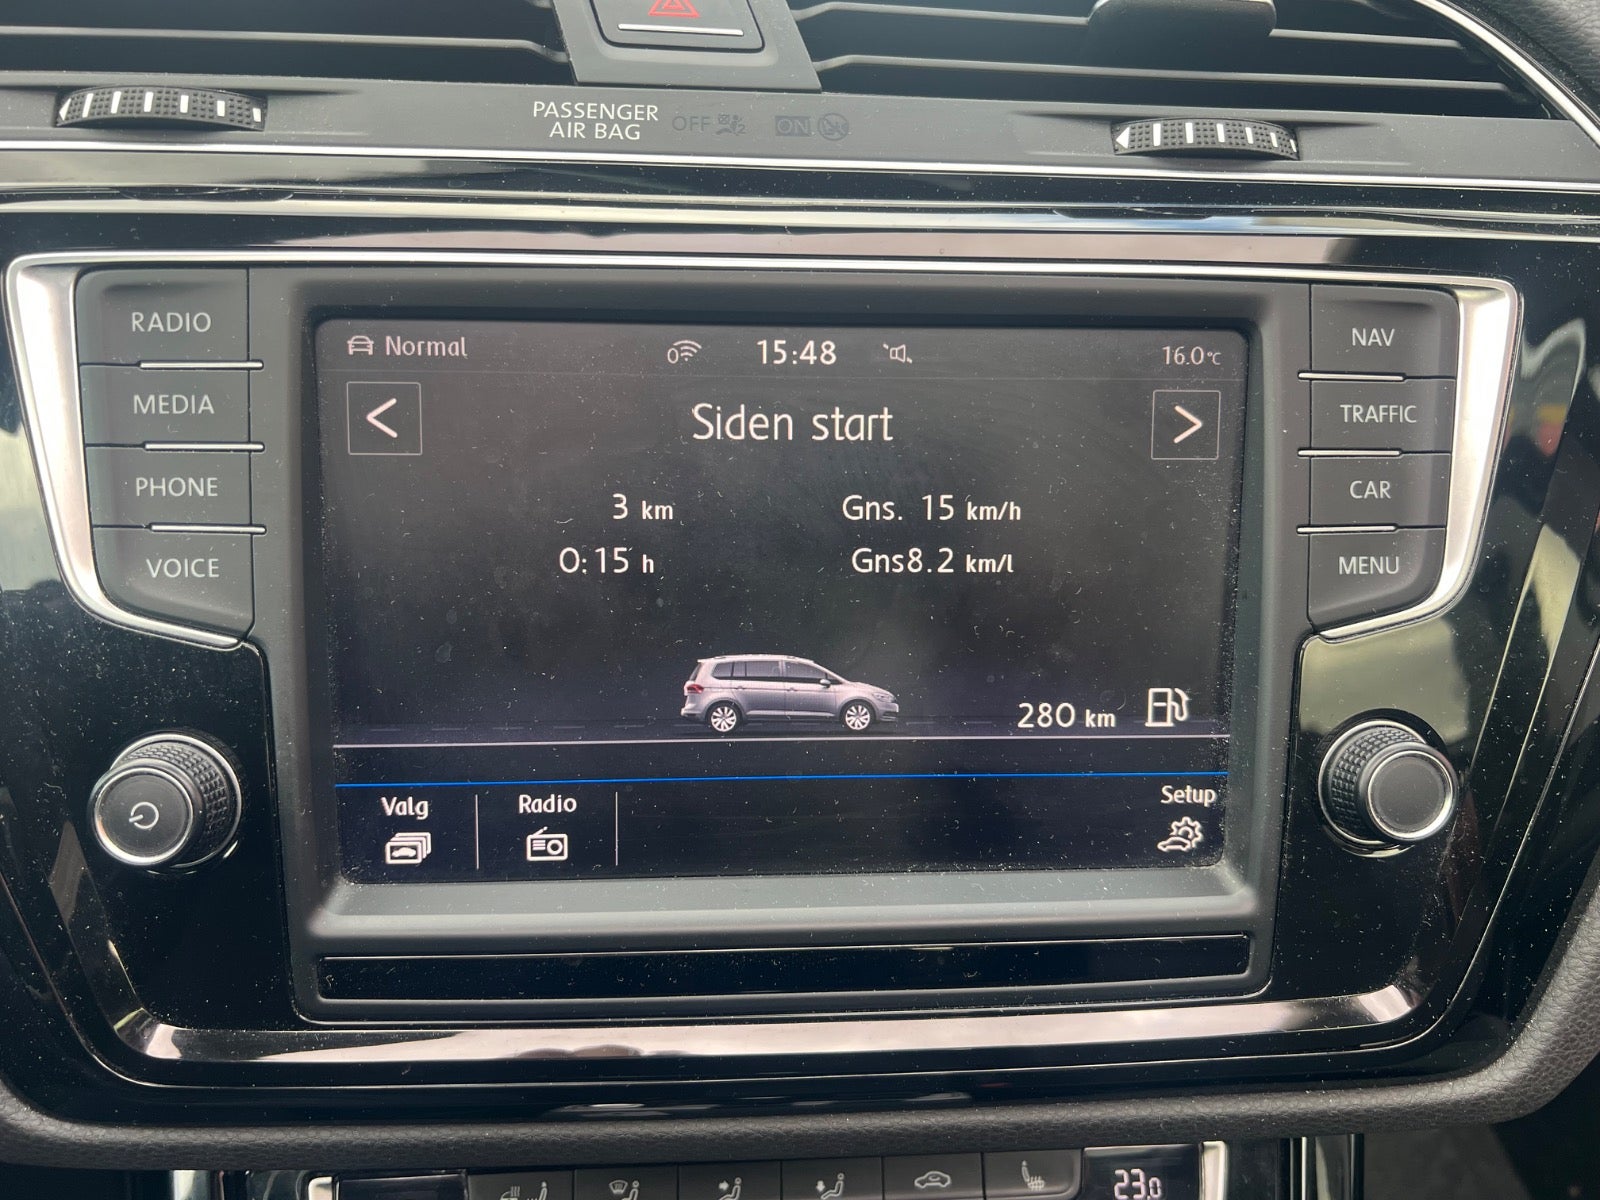 PASSENGER
AIR BAG
OFF
ON
RADIO
MEDIA
PHONE
VOICE
NAV
TRAFFIC
CAR
MENU
Normal
0
15:48
16.0°C
< Siden start >
3 km
Gns. 15 km/h
0:15 h
Gns8.2 km/l
280 km
Valg
Radio
Setup
23.0